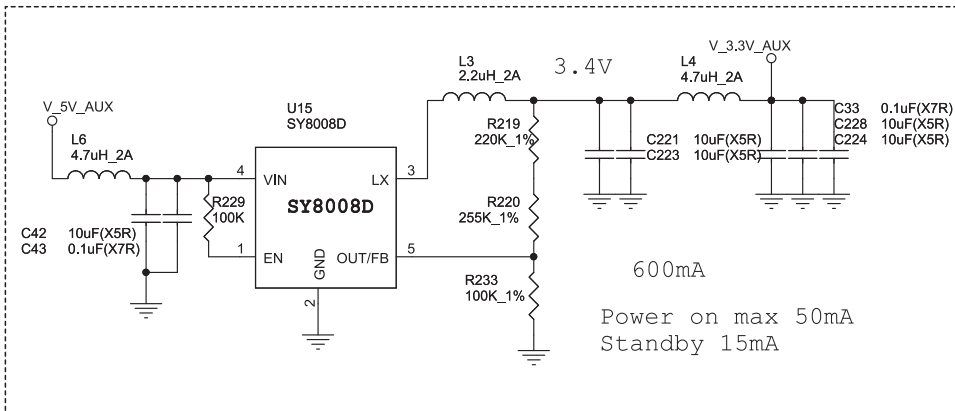 V_5V_AUX
L6
4.7uH_2A
C42 10uF(X5R)
C43 0.1uF(X7R)
R229
100K
U15
SY8008D
4 VIN LX 3
SY8008D
1 EN OUT/FB 5
GND
2
L3
2.2uH_2A
3.4V
R219
220K_1%
R220
255K_1%
R233
100K_1%
C221 10uF(X5R)
C223 10uF(X5R)
L4
4.7uH_2A
V_3.3V_AUX
C33 0.1uF(X7R)
C228 10uF(X5R)
C224 10uF(X5R)
600mA
Power on max 50mA
Standby 15mA